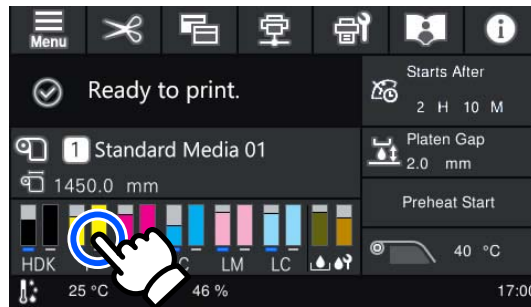 Menu
Ready to print.
Starts After
2 H 10 M
1 Standard Media 01
1450.0 mm
Platen Gap
2.0 mm
Preheat Start
HDK LM LC
40 °C
25 °C 46 %
17:00